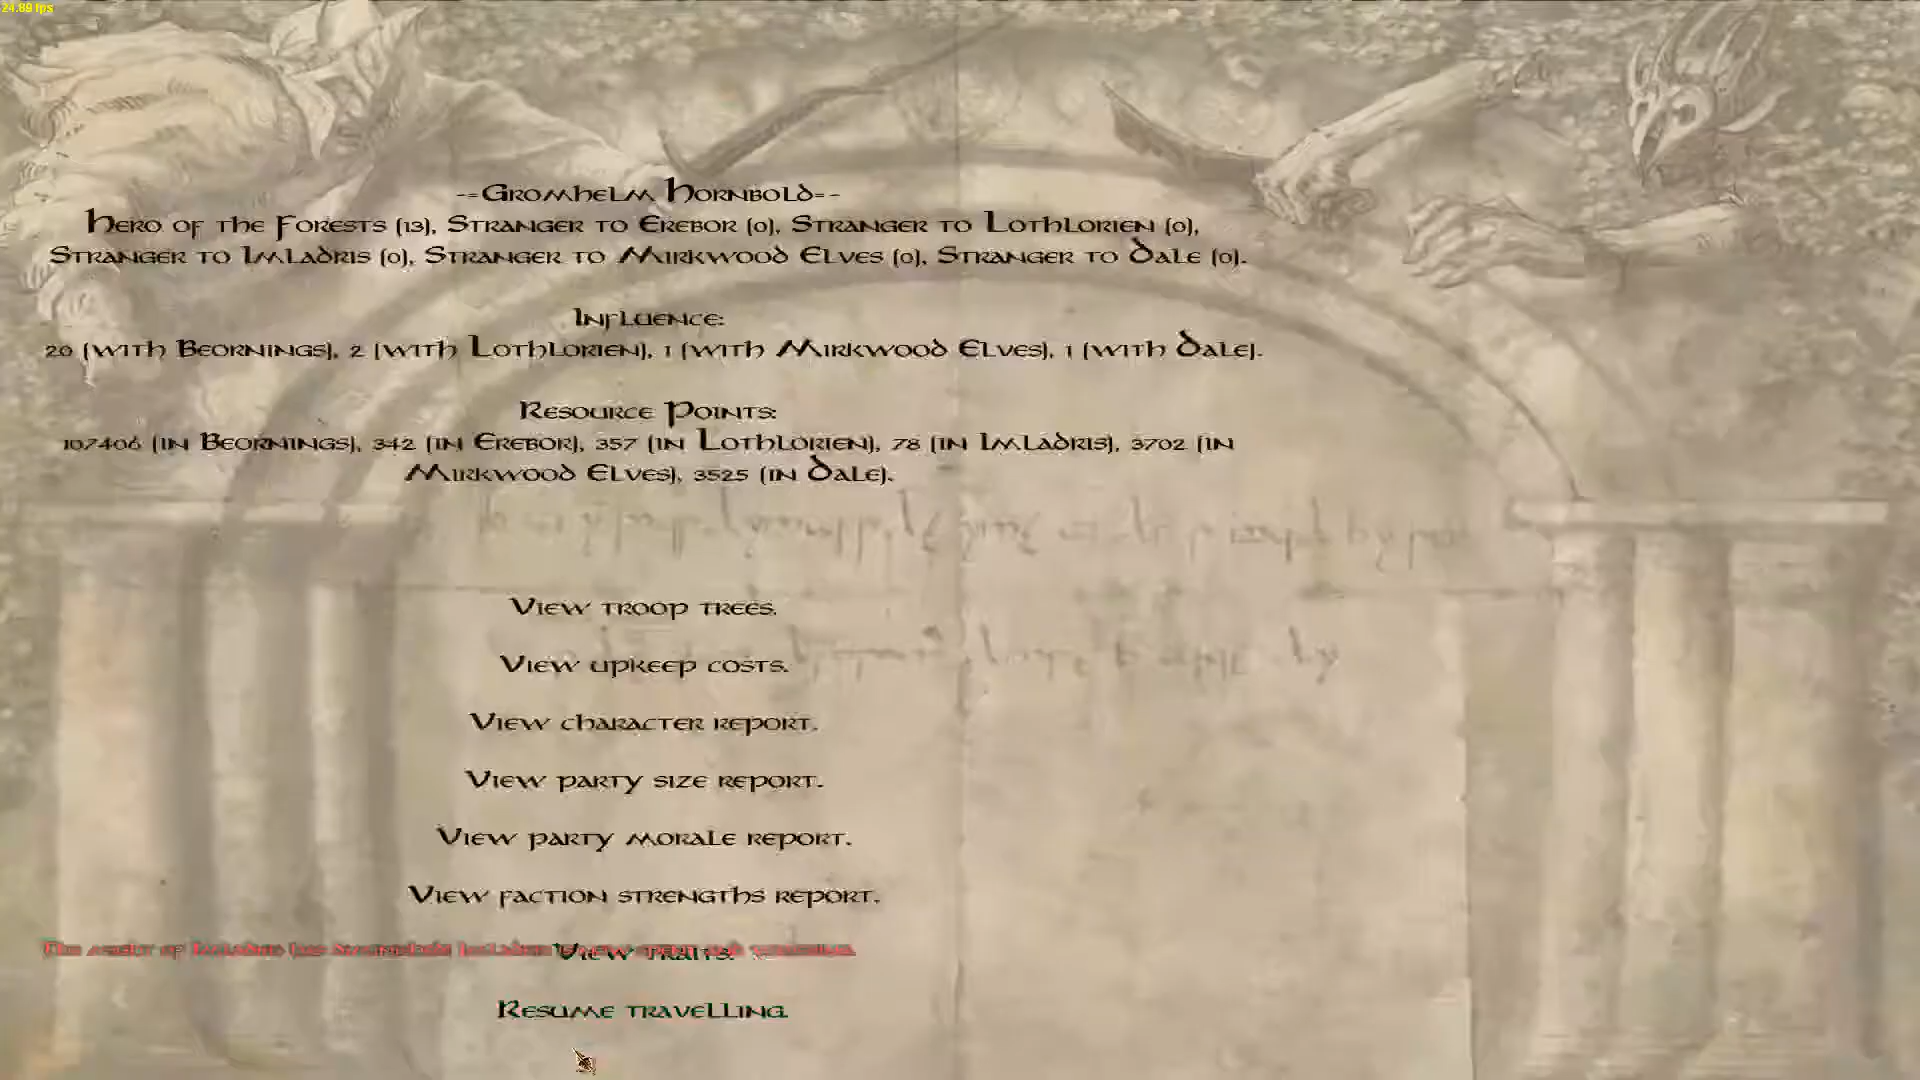 24.89 fps
-=Gromhelm Hornbold=-
Hero of the Forests (13), Stranger to Erebor (0), Stranger to Lothlorien (0),
Stranger to Imladris (0), Stranger to Mirkwood Elves (0), Stranger to Dale (0).
Influence:
20 (with Beornings), 2 (with Lothlorien), 1 (with Mirkwood Elves), 1 (with Dale).
Resource Points:
107406 (in Beornings), 342 (in Erebor), 357 (in Lothlorien), 78 (in Imladris), 3702 (in
Mirkwood Elves), 3525 (in Dale).
View troop trees.
View upkeep costs.
View character report.
View party size report.
View party morale report.
View faction strengths report.
View traits.
Resume travelling.